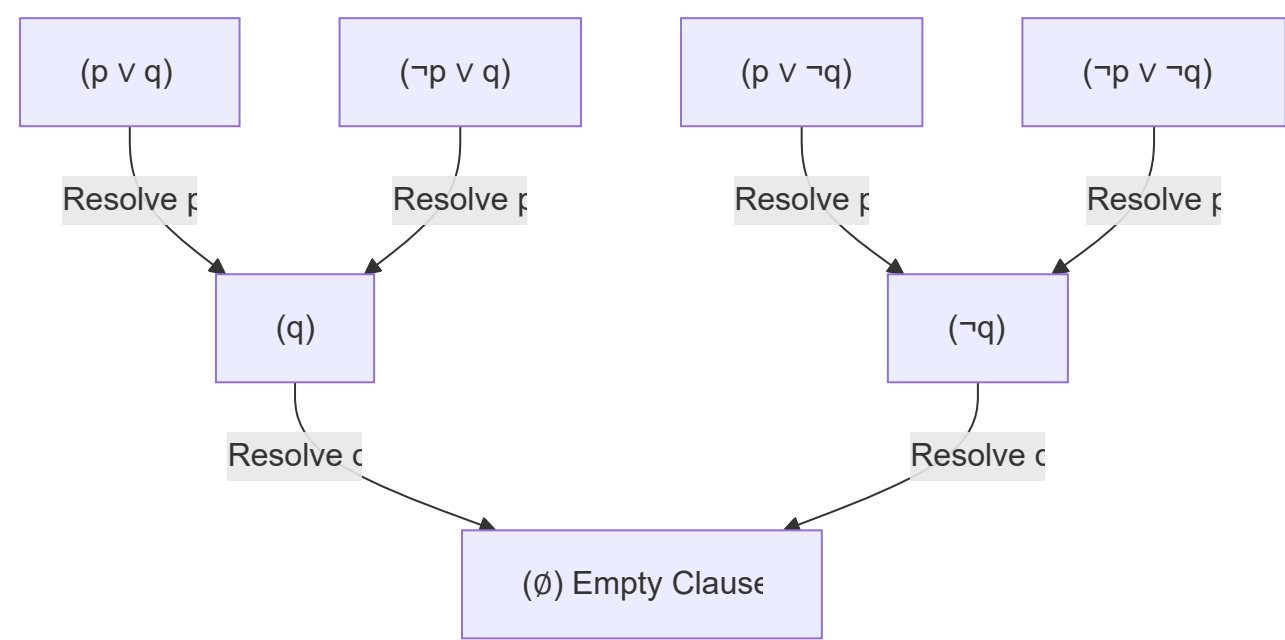 (p ∨ q)
(¬p ∨ q)
(p ∨ ¬q)
(¬p ∨ ¬q)
Resolve p
Resolve p
Resolve p
Resolve p
(q)
(¬q)
Resolve q
Resolve q
(∅) Empty Clause